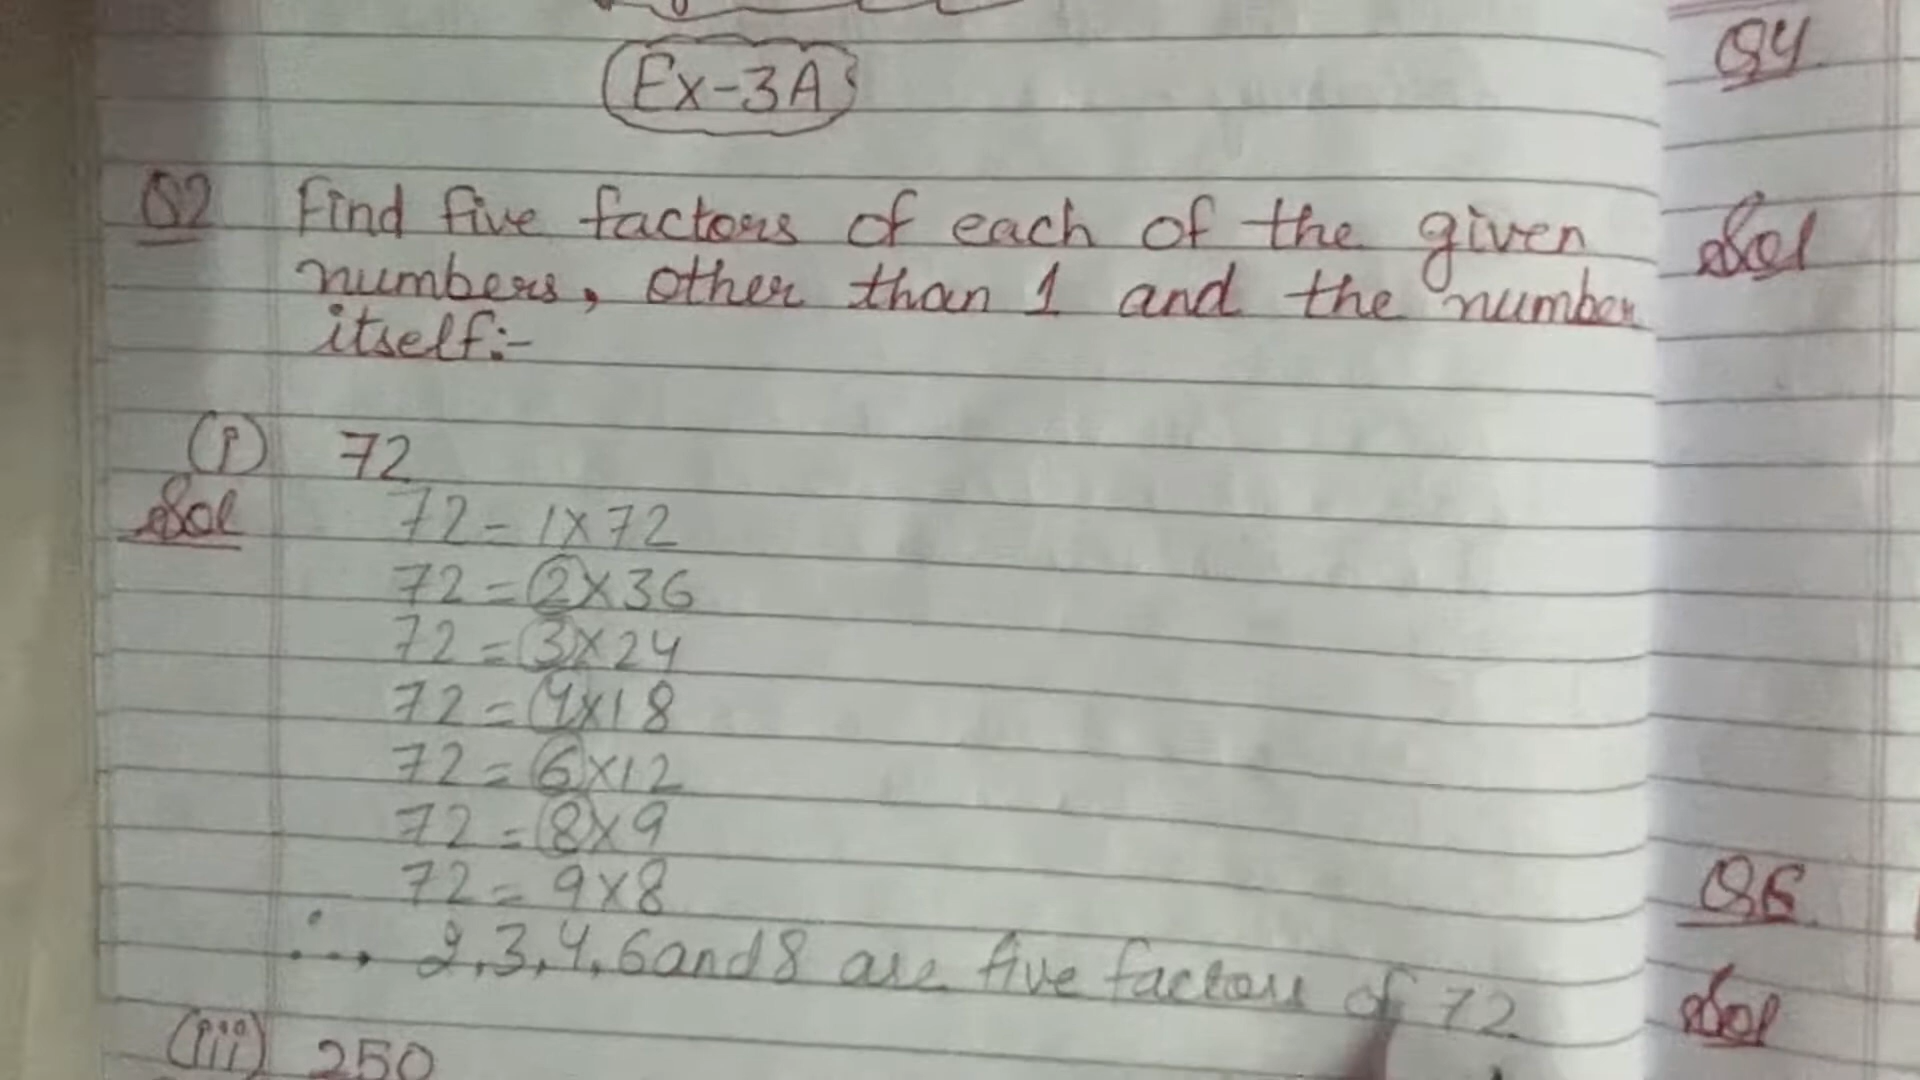 Ex-3A
Q2 Find five factors of each of the given
numbers, other than 1 and the number
itself:-
(i) 72
Sol 72 = 1×72
72 = 2×36
72 = 3×24
72 = 4×18
72 = 6×12
72 = 8×9
72 = 9×8
∴ 2,3,4,6 and 8 are five factors of 72
(iii) 250
Q4
Sol
Q6
Sol